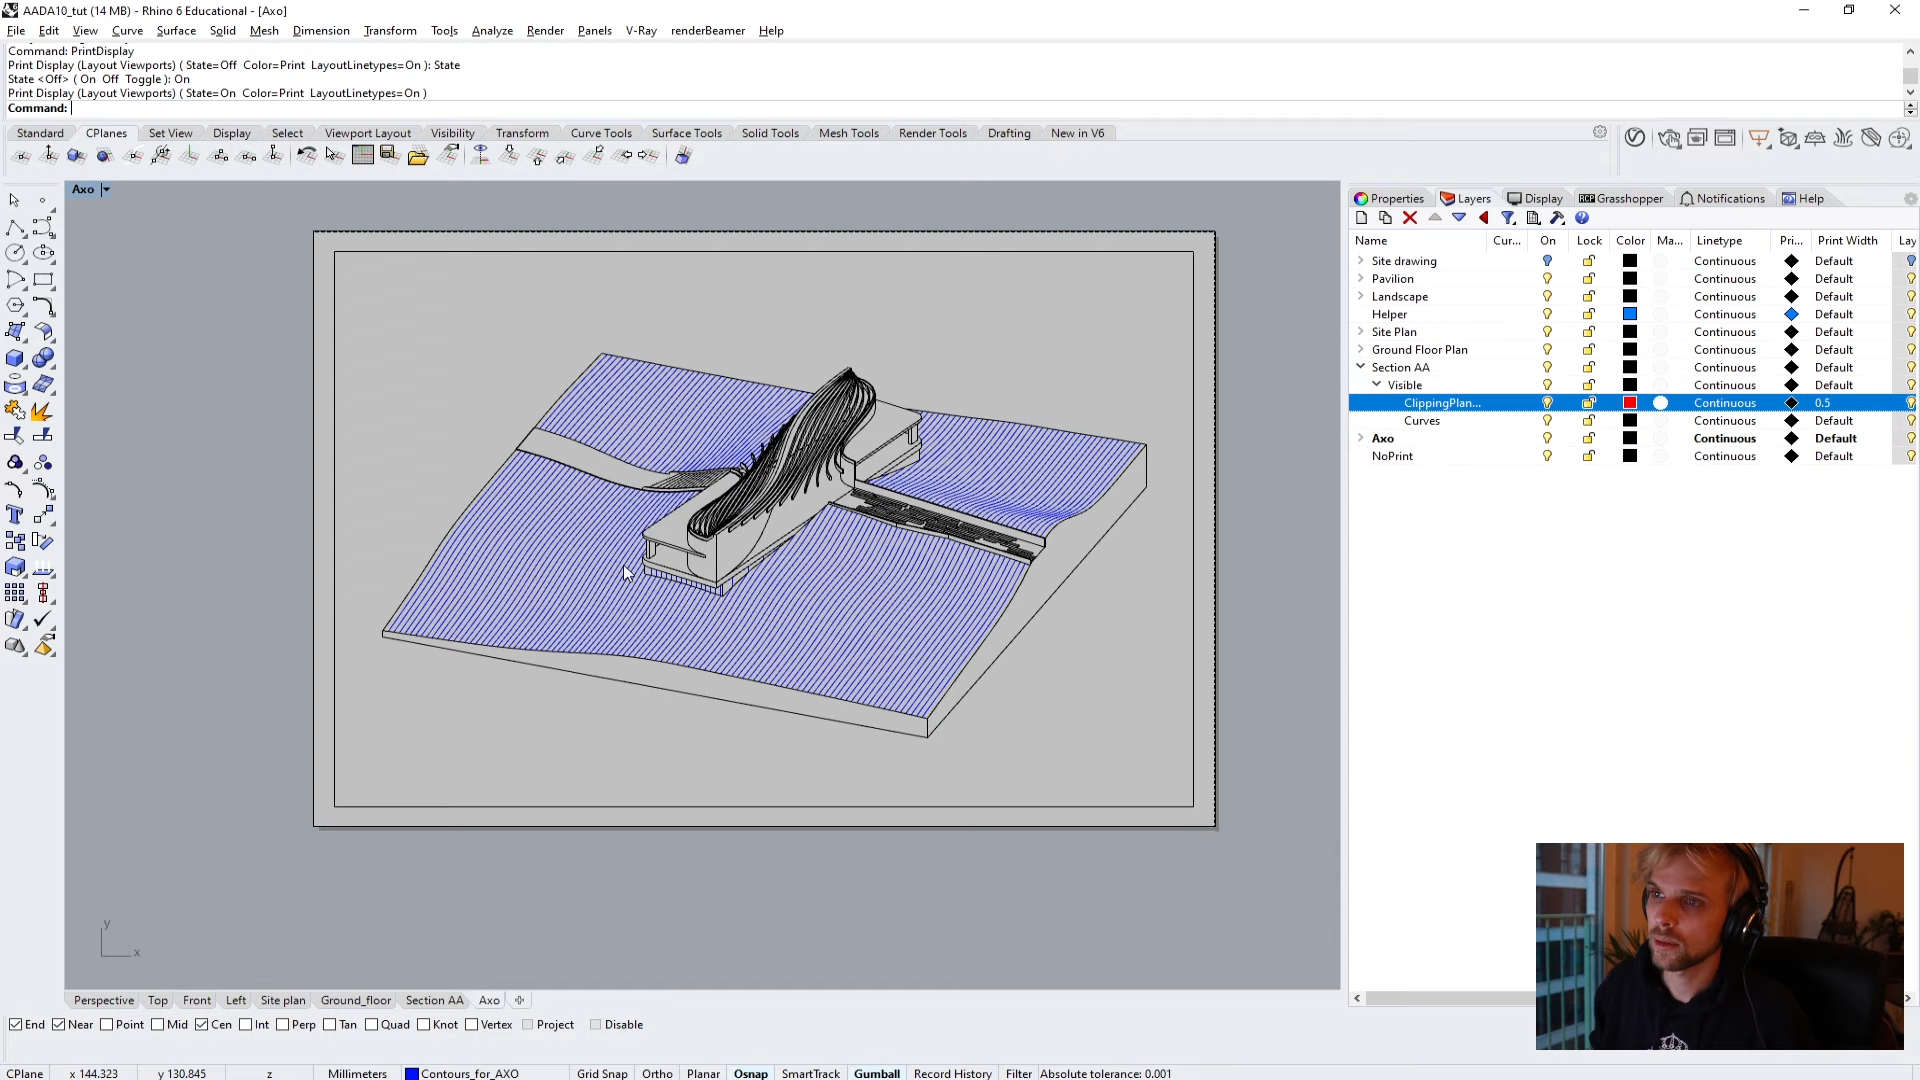 AADA10_tut (14 MB) - Rhino 6 Educational - [Axo]
File Edit View Curve Surface Solid Mesh Dimension Transform Tools Analyze Render Panels V-Ray renderBeamer Help
Command: PrintDisplay
Print Display (Layout Viewports) ( State=Off Color=Print LayoutLinetypes=On ): State
State <Off> ( On Off Toggle ): On
Print Display (Layout Viewports) ( State=On Color=Print LayoutLinetypes=On )
Command:
Standard CPlanes Set View Display Select Viewport Layout Visibility Transform Curve Tools Surface Tools Solid Tools Mesh Tools Render Tools Drafting New in V6
Axo
Properties Layers Display Grasshopper Notifications Help
Name Cur... On Lock Color Ma... Linetype Pri... Print Width Lay
Site drawing Continuous Default
Pavilion Continuous Default
Landscape Continuous Default
Helper Continuous Default
Site Plan Continuous Default
Ground Floor Plan Continuous Default
Section AA Continuous Default
Visible Continuous Default
ClippingPlan... Continuous 0.5
Curves Continuous Default
Axo Continuous Default
NoPrint Continuous Default
y
x
Perspective Top Front Left Site plan Ground_floor Section AA Axo
End Near Point Mid Cen Int Perp Tan Quad Knot Vertex Project Disable
CPlane x 144.323 y 130.845 z Millimeters Contours_for_AXO Grid Snap Ortho Planar Osnap SmartTrack Gumball Record History Filter Absolute tolerance: 0.001